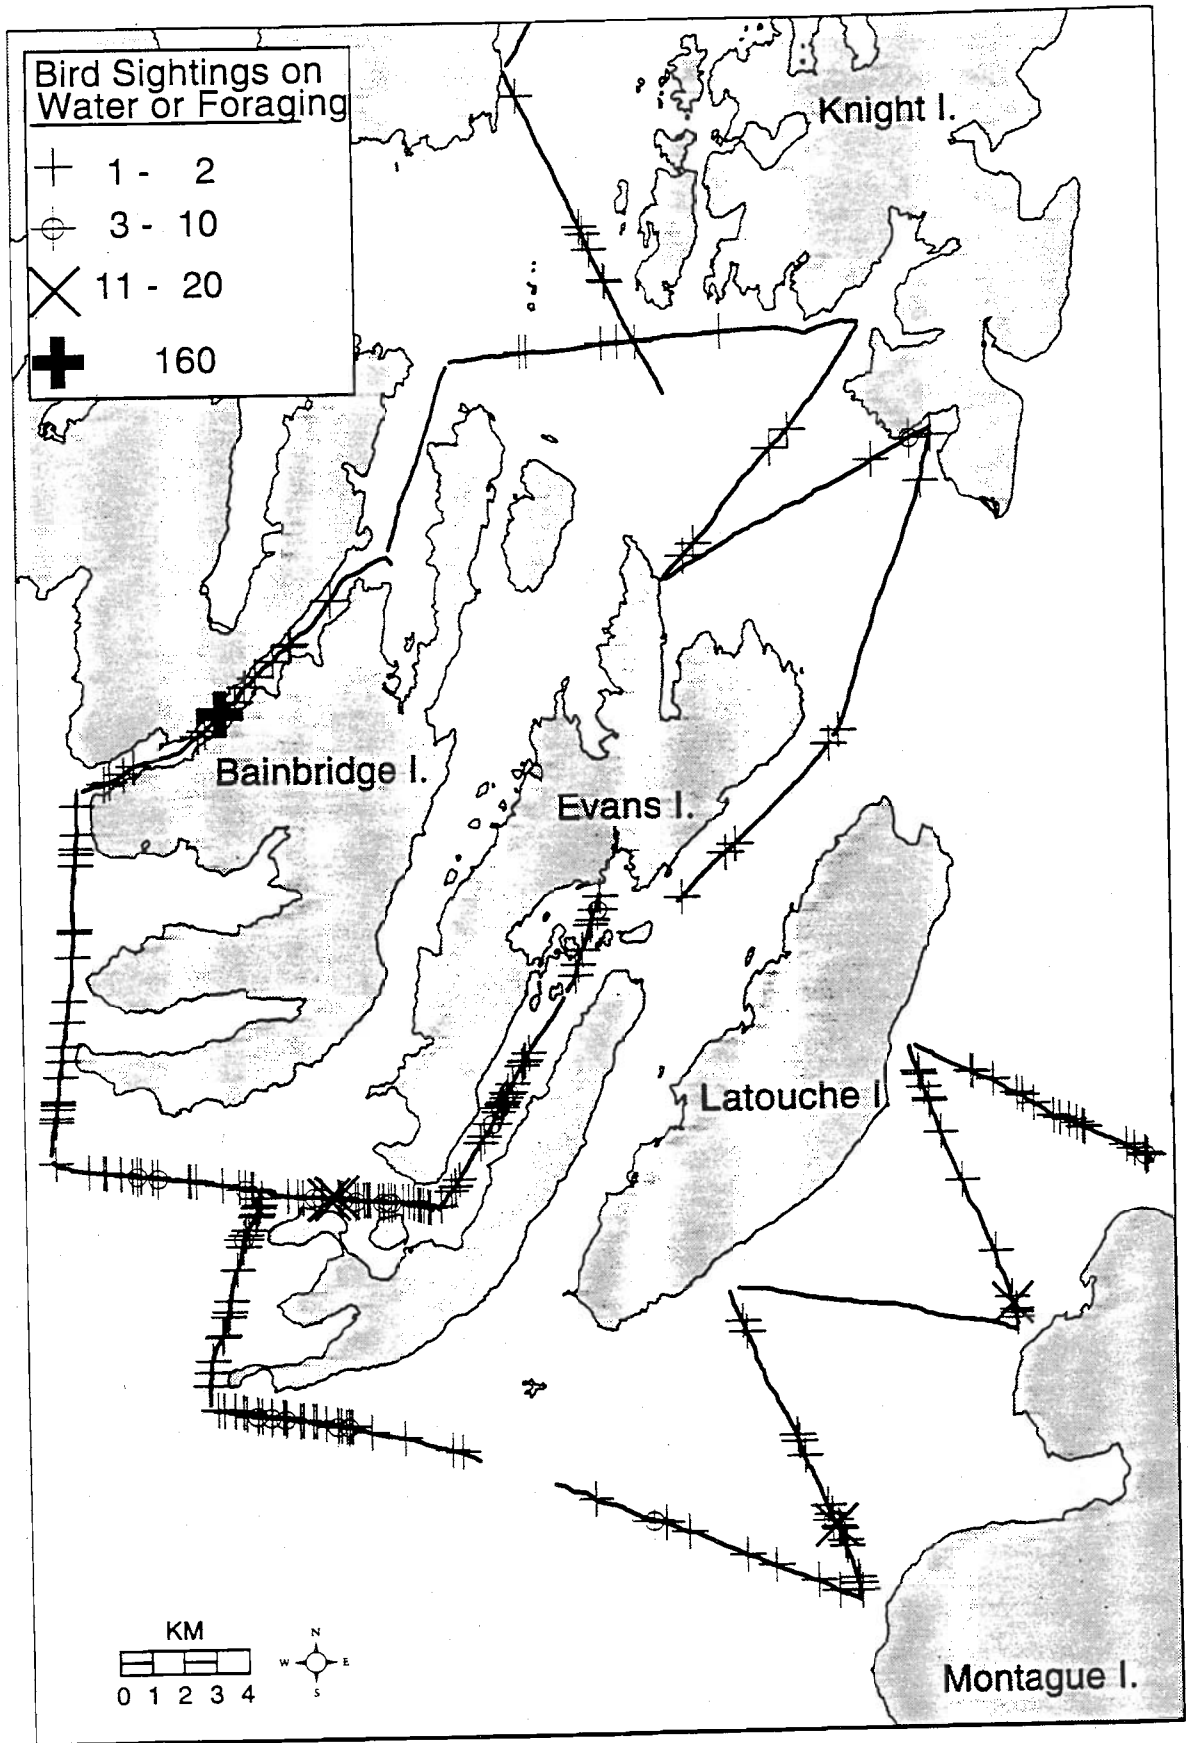 Bird Sightings on
Water or Foraging
1 - 2
3 - 10
11 - 20
160
Knight I.
Bainbridge I.
Evans I.
Latouche I.
Montague I.
KM
0 1 2 3 4
N
W E
S